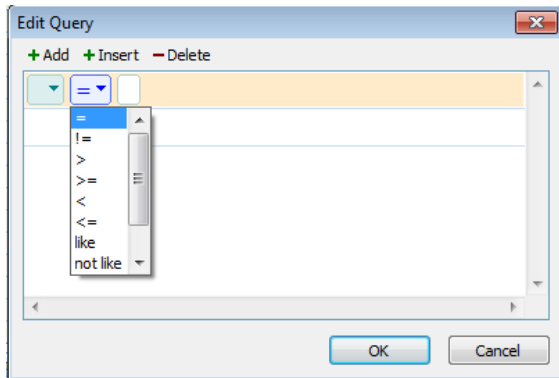 Edit Query
+ Add + Insert − Delete
=
=
!=
>
>=
<
<=
like
not like
OK Cancel